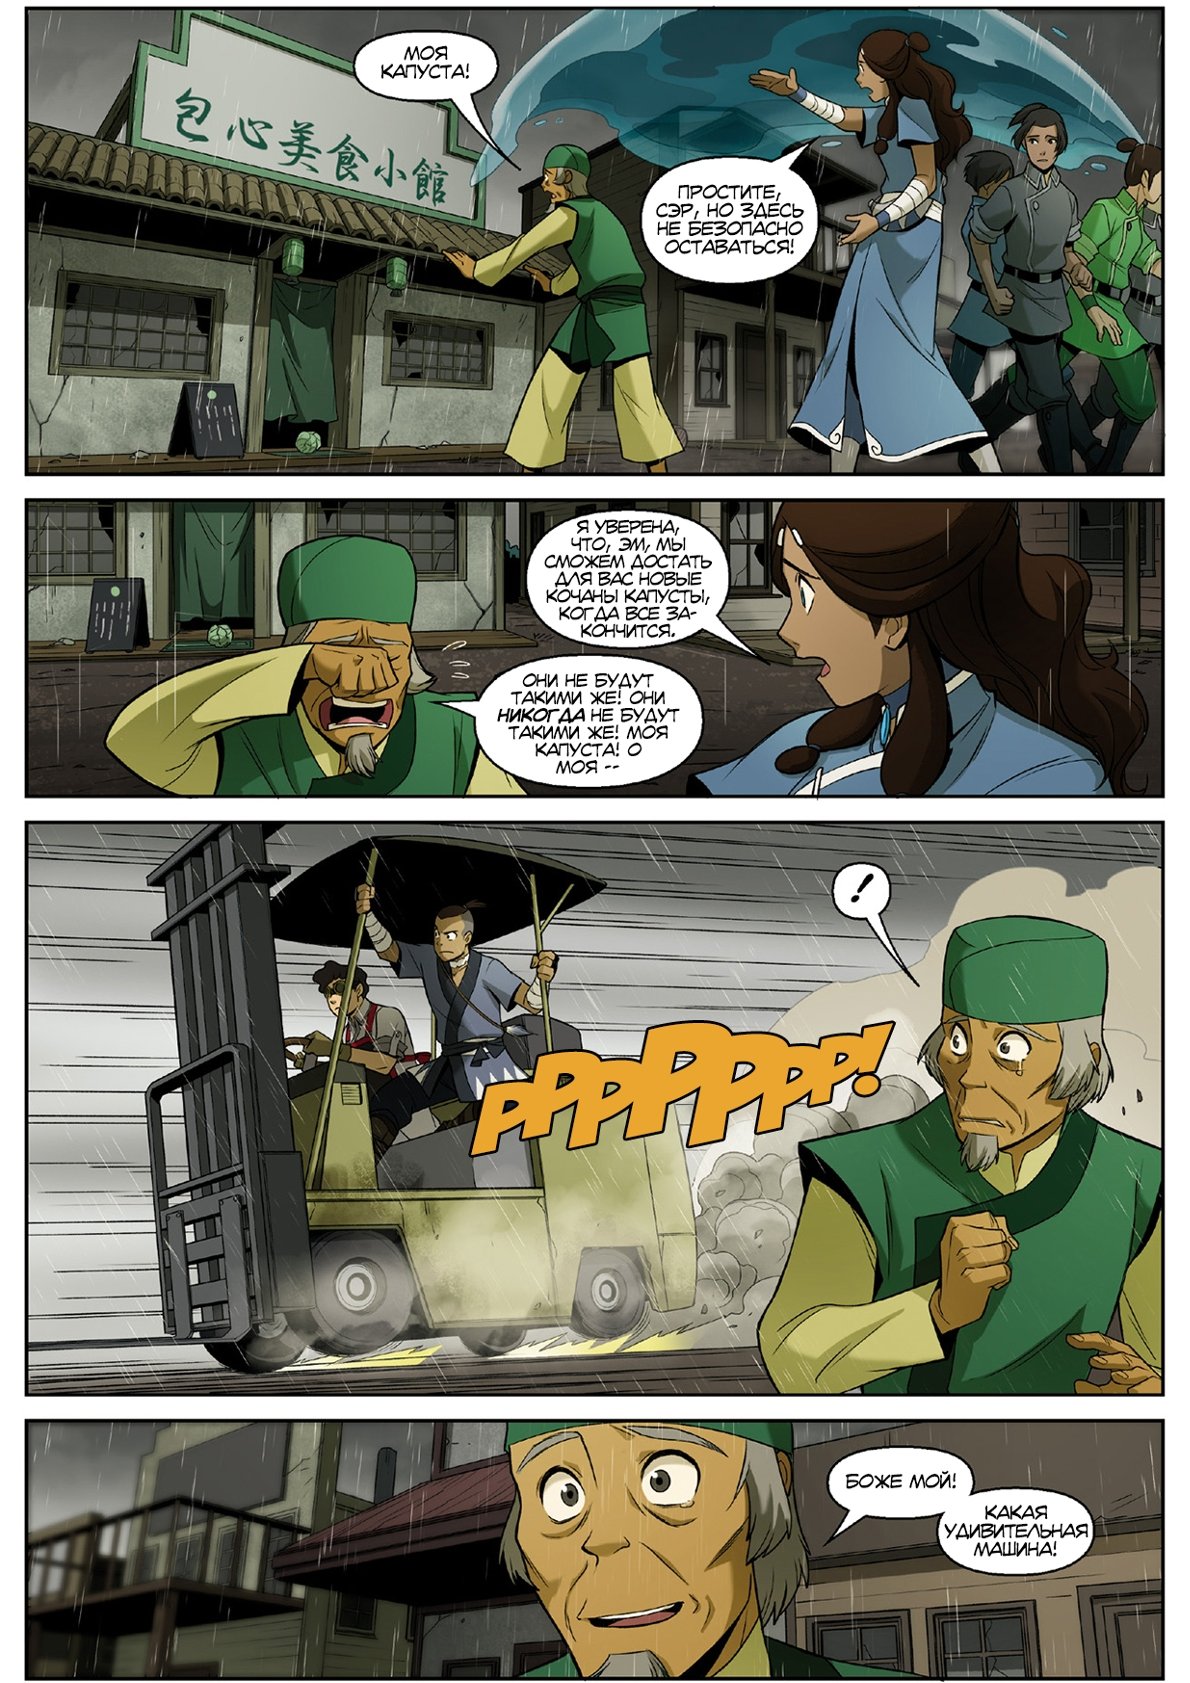 МОЯ
КАПУСТА!
包心美食小館
ПРОСТИТЕ,
СЭР, НО ЗДЕСЬ
НЕ БЕЗОПАСНО
ОСТАВАТЬСЯ!
Я УВЕРЕНА,
ЧТО, ЭМ, МЫ
СМОЖЕМ ДОСТАТЬ
ДЛЯ ВАС НОВЫЕ
КОЧАНЫ КАПУСТЫ,
КОГДА ВСЕ ЗА-
КОНЧИТСЯ.
ОНИ НЕ БУДУТ
ТАКИМИ ЖЕ! ОНИ
НИКОГДА НЕ БУДУТ
ТАКИМИ ЖЕ! МОЯ
КАПУСТА! О
МОЯ --
!
РРРРРРРР!
БОЖЕ МОЙ!
КАКАЯ
УДИВИТЕЛЬНАЯ
МАШИНА!